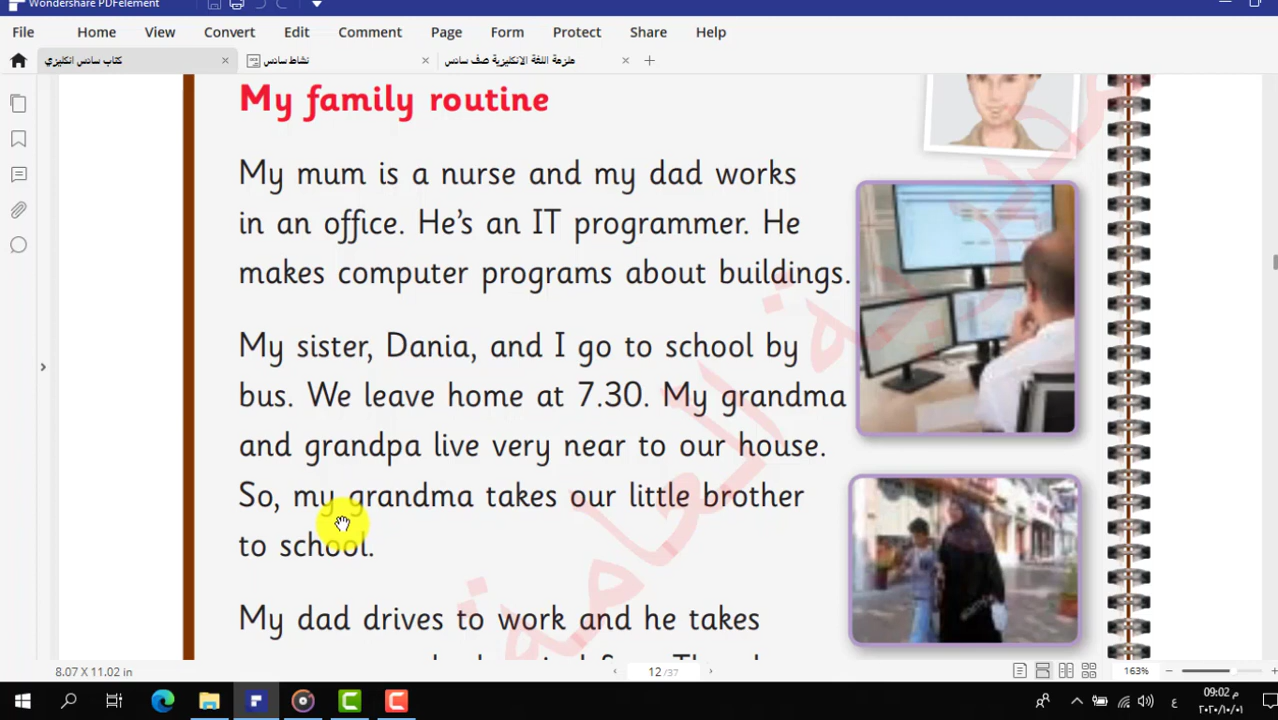 Wondershare PDFelement
File Home View Convert Edit Comment Page Form Protect Share Help
كتاب سادس انكليزي
نشاط سادس
ملزمة اللغة الانكليزية صف سادس
My family routine
My mum is a nurse and my dad works
in an office. He's an IT programmer. He
makes computer programs about buildings.
My sister, Dania, and I go to school by
bus. We leave home at 7.30. My grandma
and grandpa live very near to our house.
So, my grandma takes our little brother
to school.
My dad drives to work and he takes
8.07 X 11.02 in
12 /37
163%
09:02 م
٢٠٢٠/١٠/٠١